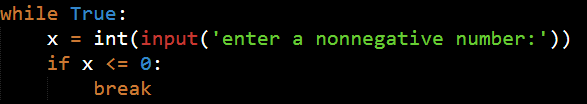 while True:
    x = int(input('enter a nonnegative number:'))
    if x <= 0:
        break